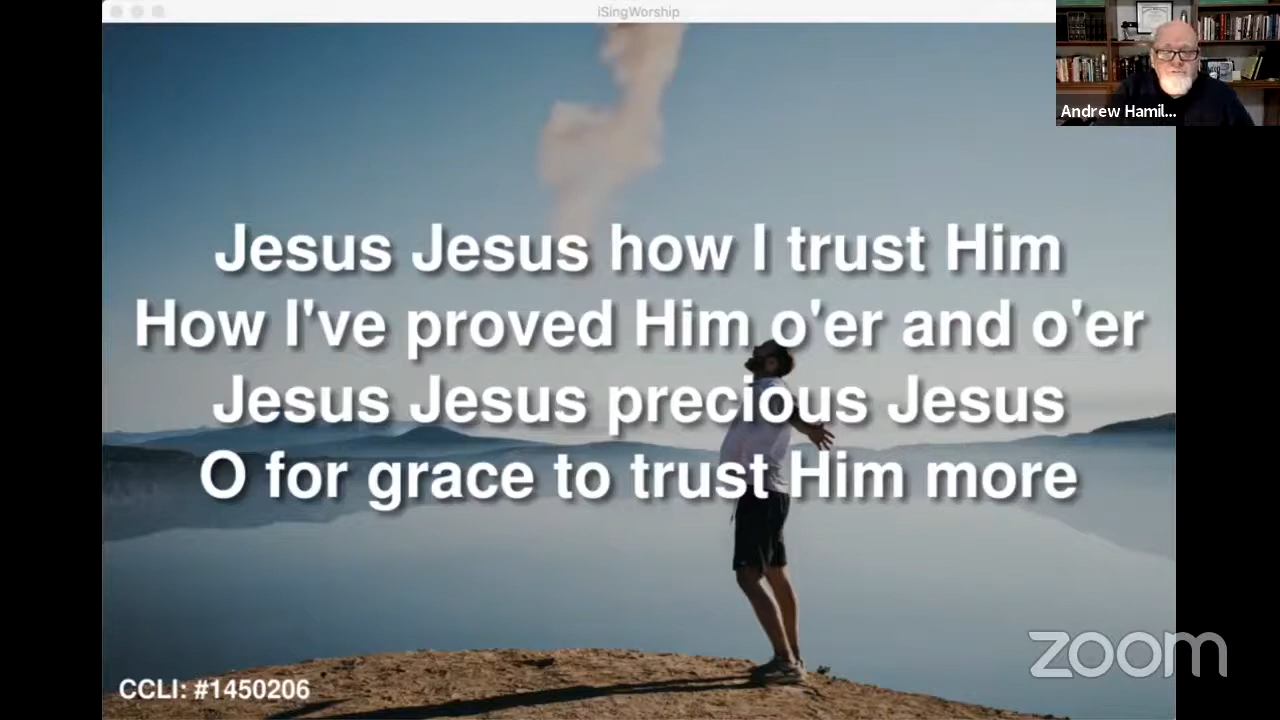 iSingWorship
Andrew Hamil...
Jesus Jesus how I trust Him
How I've proved Him o'er and o'er
Jesus Jesus precious Jesus
O for grace to trust Him more
CCLI: #1450206
zoom